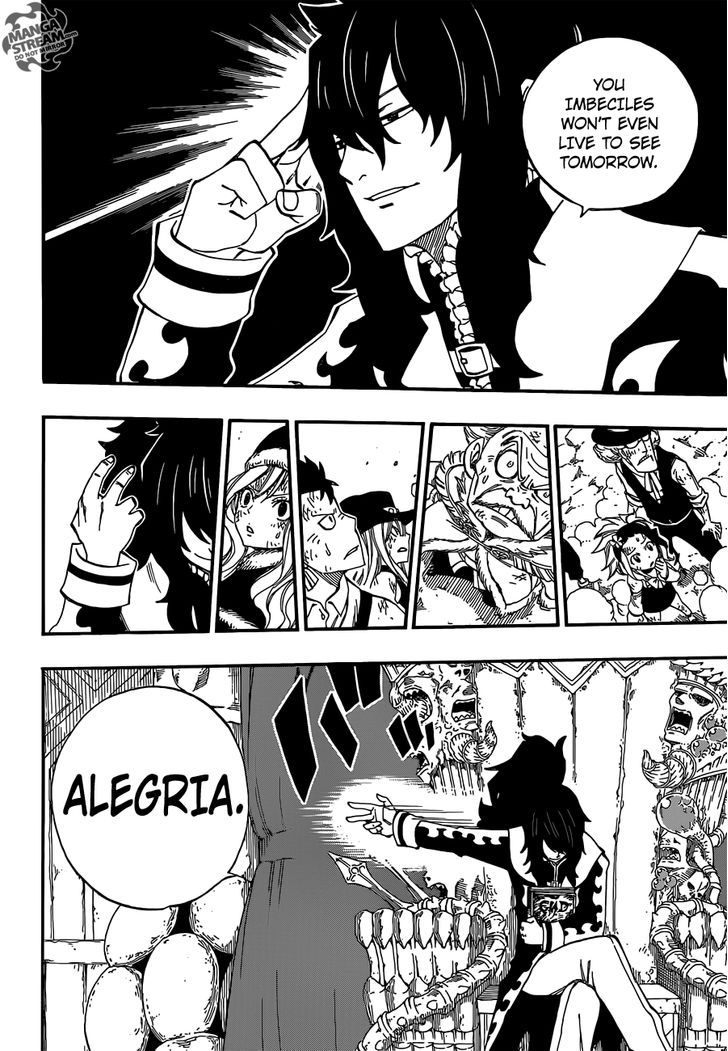 MANGA
STREAM
DO NOT MIRROR
YOU
IMBECILES
WON'T EVEN
LIVE TO SEE
TOMORROW.
ALEGRIA.